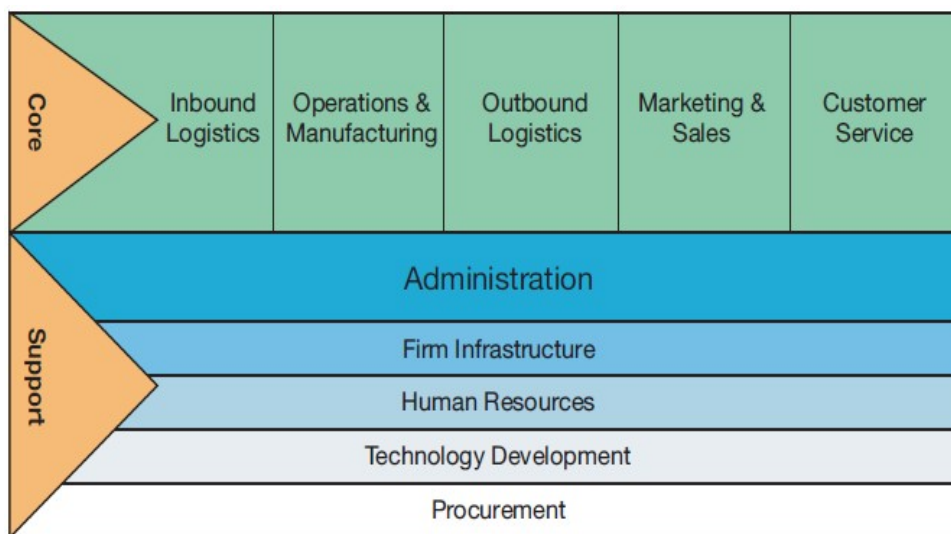 Core
Inbound
Logistics
Operations &
Manufacturing
Outbound
Logistics
Marketing &
Sales
Customer
Service
Support
Administration
Firm Infrastructure
Human Resources
Technology Development
Procurement